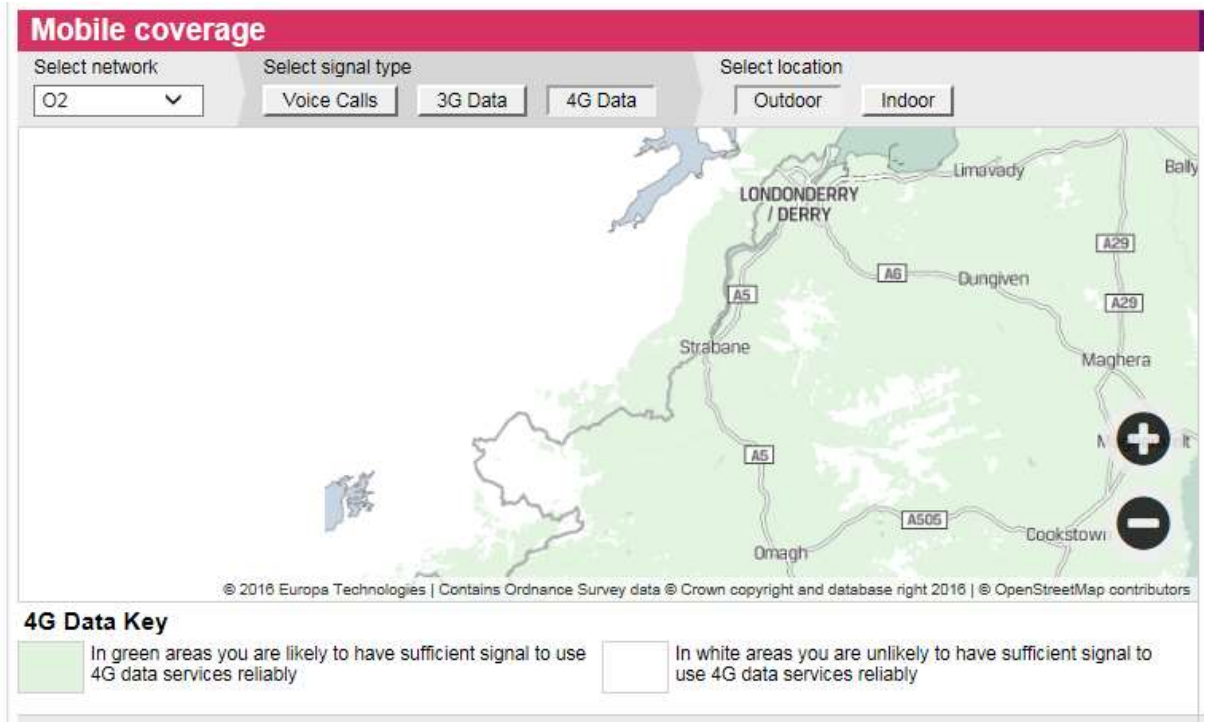 Mobile coverage
Select network
Select signal type
Select location
O2
Voice Calls
3G Data
4G Data
Outdoor
Indoor
Limavady
Bally
LONDONDERRY
/ DERRY
A29
A6
Dungiven
A5
A29
Strabane
Maghera
A5
A505
Cookstow
Omagh
© 2016 Europa Technologies | Contains Ordnance Survey data © Crown copyright and database right 2016 | © OpenStreetMap contributors
4G Data Key
In green areas you are likely to have sufficient signal to use
4G data services reliably
In white areas you are unlikely to have sufficient signal to
use 4G data services reliably